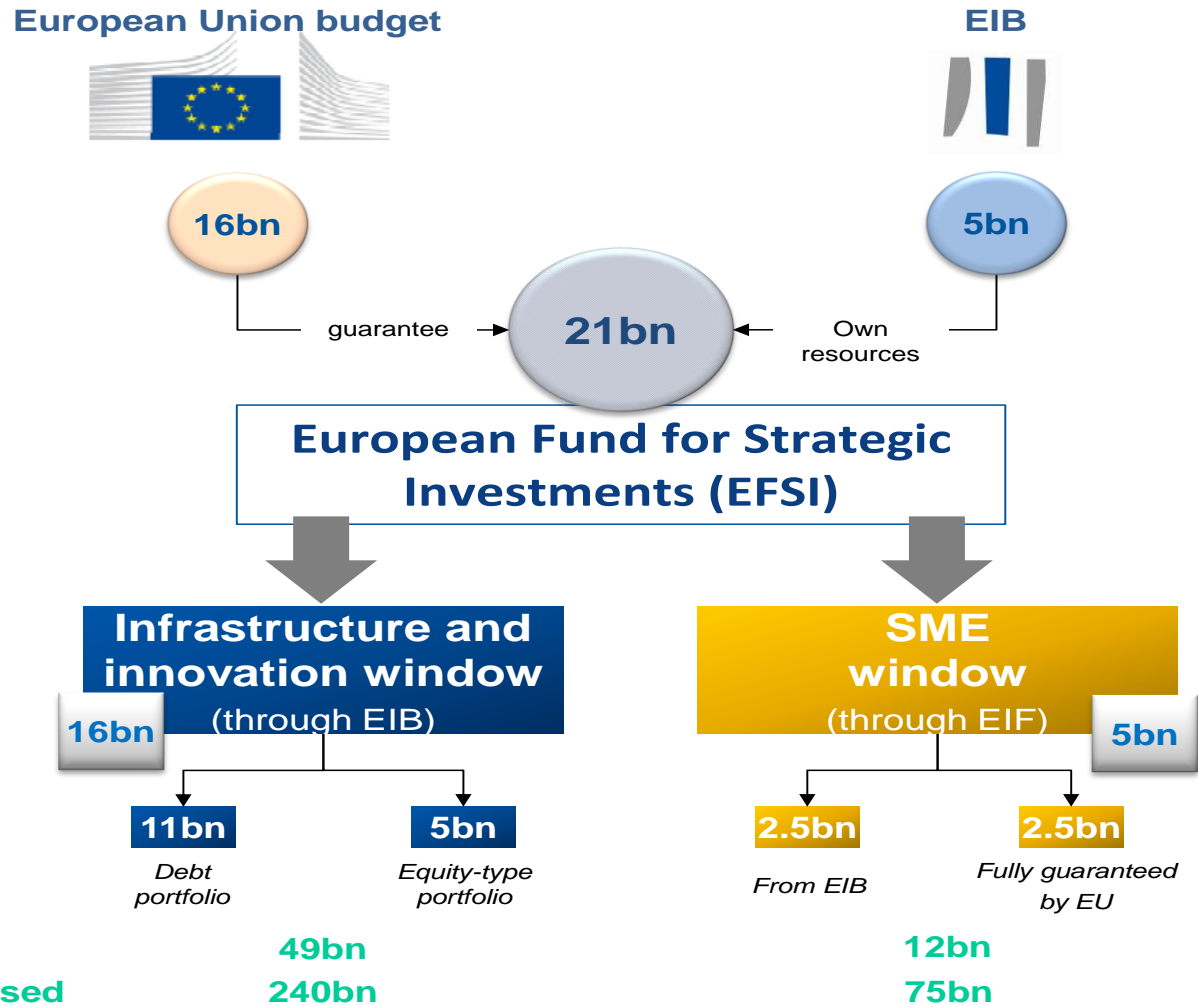 European Union budget
EIB
16bn
5bn
21bn
guarantee
Own
resources
European Fund for Strategic
Investments (EFSI)
Infrastructure and
innovation window
(through EIB)
16bn
SME
window
(through EIF)
5bn
11bn
5bn
2.5bn
2.5bn
Debt
portfolio
Equity-type
portfolio
From EIB
Fully guaranteed
by EU
49bn
12bn
sed
240bn
75bn